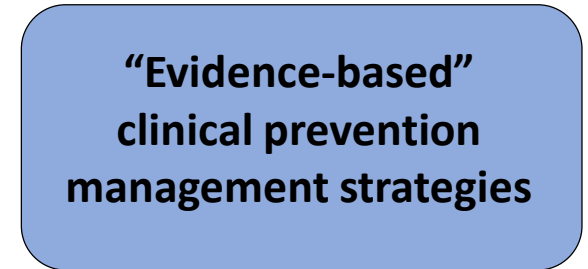 “Evidence-based”
clinical prevention
management strategies